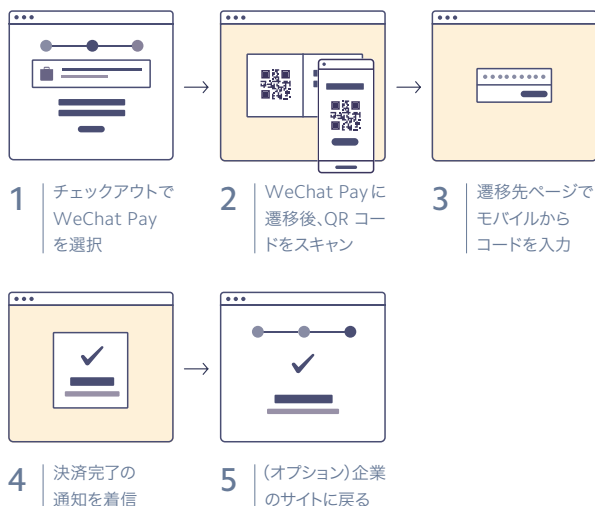 1
チェックアウトで
WeChat Pay
を選択
2
WeChat Payに
遷移後、QR コー
ドをスキャン
3
遷移先ページで
モバイルから
コードを入力
4
決済完了の
通知を着信
5
(オプション)企業
のサイトに戻る